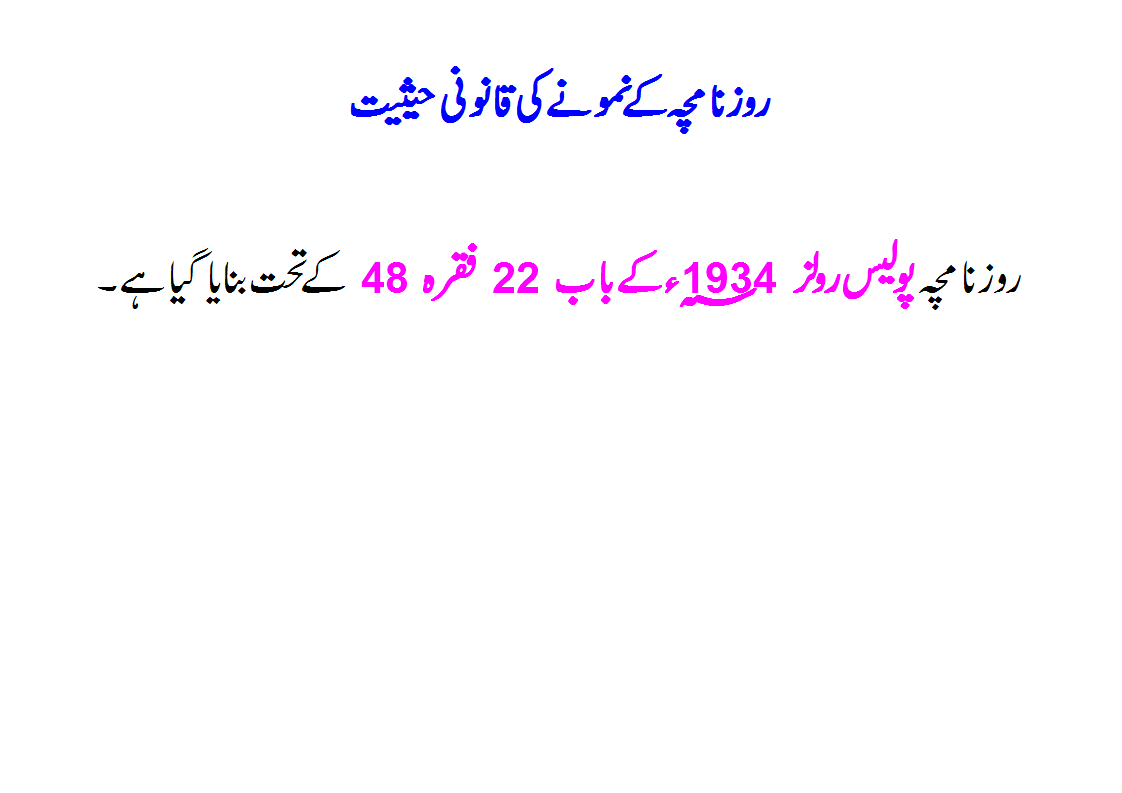 روزنامچہ کے نمونے کی قانونی حیثیت
روزنامچہ پولیس رولز 1934؁ء کے باب 22 فقرہ 48 کے تحت بنایا گیا ہے۔